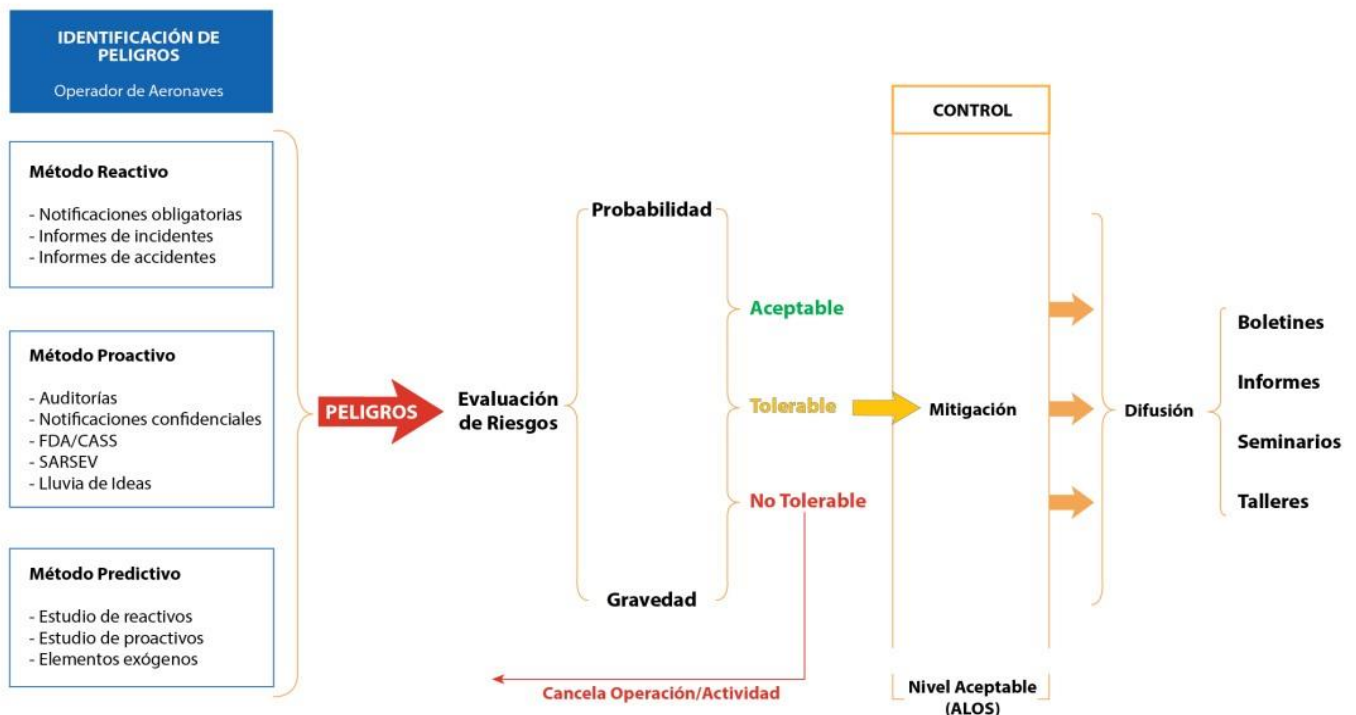 IDENTIFICACIÓN DE
PELIGROS
Operador de Aeronaves
Método Reactivo
- Notificaciones obligatorias
- Informes de incidentes
- Informes de accidentes
Método Proactivo
- Auditorías
- Notificaciones confidenciales
- FDA/CASS
- SARSEV
- Lluvia de Ideas
Método Predictivo
- Estudio de reactivos
- Estudio de proactivos
- Elementos exógenos
PELIGROS
Evaluación
de Riesgos
Probabilidad
Gravedad
Aceptable
Tolerable
No Tolerable
Cancela Operación/Actividad
CONTROL
Mitigación
Nivel Aceptable
(ALOS)
Difusión
Boletines
Informes
Seminarios
Talleres